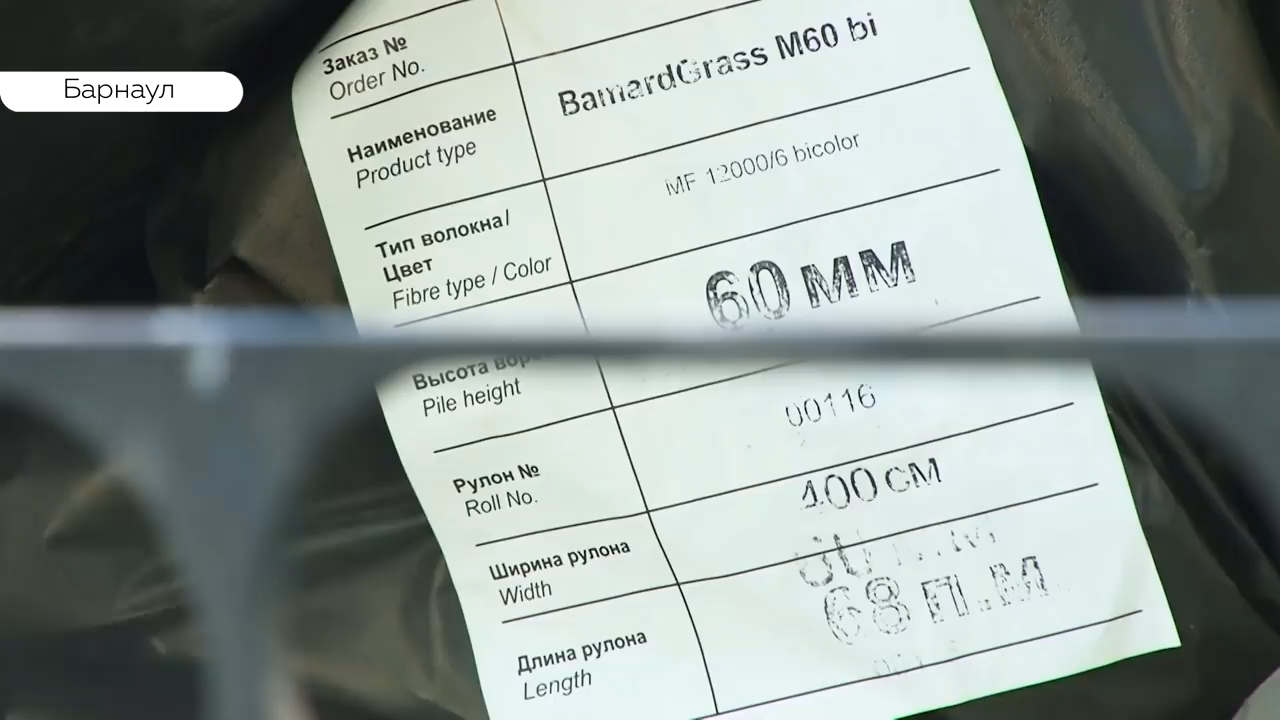 Барнаул
Заказ №
Order No.
BamardGrass M60 bi
Наименование
Product type
MF 12000/6 bicolor
Тип волокна/
Цвет
Fibre type / Color
60 мм
Высота
Pile height
00116
Рулон №
Roll No.
400 см
Ширина рулона
Width
68 п.м.
Длина рулона
Length